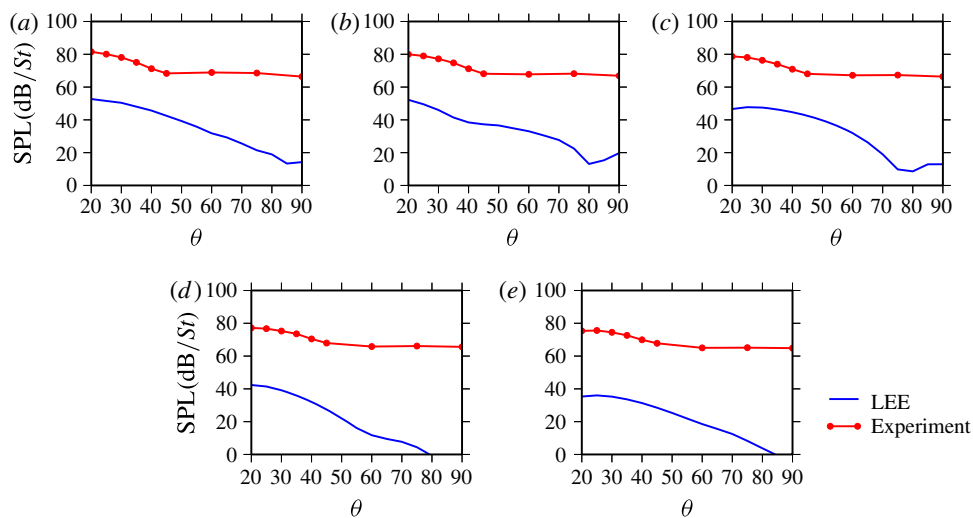 (a) 100 (b) 100 (c) 100
SPL(dB/St)
80 80 80
60 60 60
40 40 40
20 20 20
0 0 0
20 30 40 50 60 70 80 90 20 30 40 50 60 70 80 90 20 30 40 50 60 70 80 90
θ θ θ
(d) 100 (e) 100
SPL(dB/St)
80 80
60 60
40 40
20 20
0 0
20 30 40 50 60 70 80 90 20 30 40 50 60 70 80 90
θ θ
LEE
Experiment